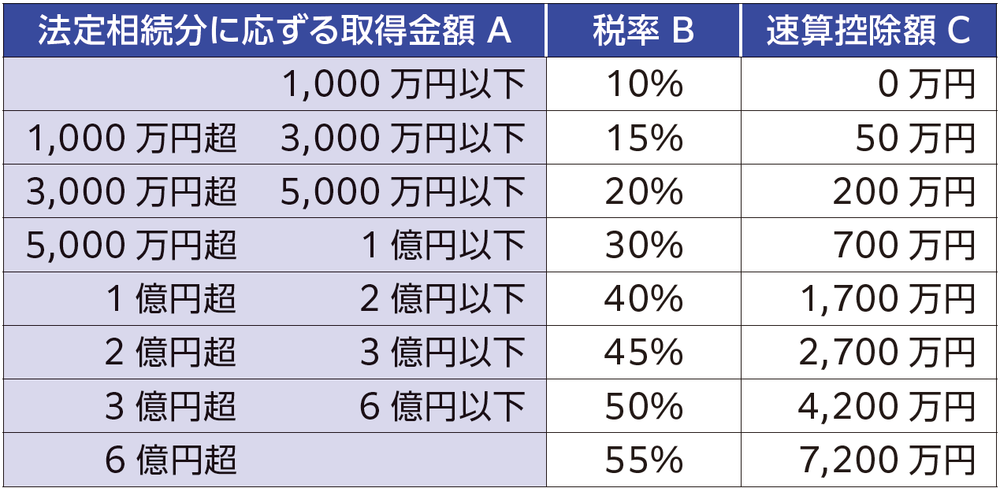 法定相続分に応ずる取得金額 A 税率 B 速算控除額 C
1,000 万円以下 10% 0 万円
1,000 万円超 3,000 万円以下 15% 50 万円
3,000 万円超 5,000 万円以下 20% 200 万円
5,000 万円超 1 億円以下 30% 700 万円
1 億円超 2 億円以下 40% 1,700 万円
2 億円超 3 億円以下 45% 2,700 万円
3 億円超 6 億円以下 50% 4,200 万円
6 億円超 55% 7,200 万円